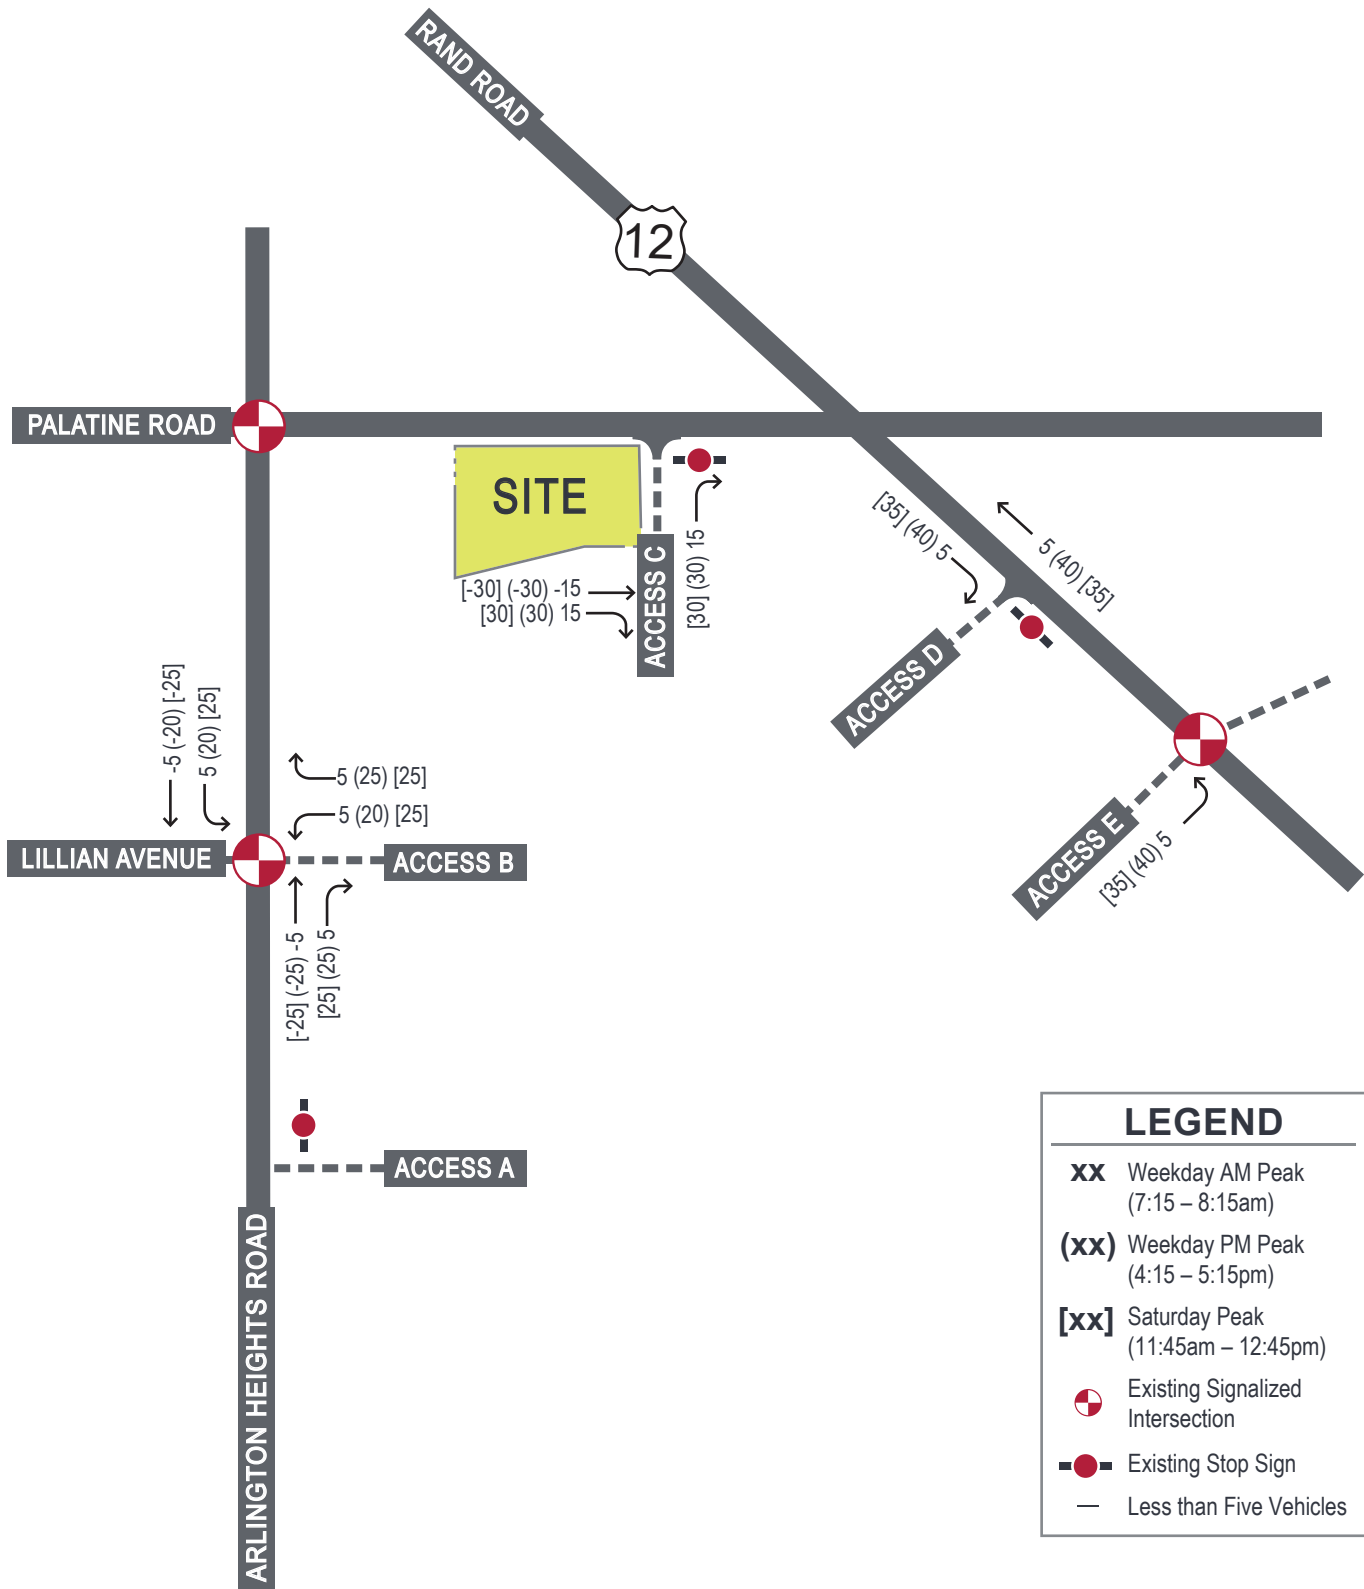 RAND ROAD
12
PALATINE ROAD
SITE
ACCESS C
[30] (30) 15
[-30] (-30) -15
[30] (30) 15
[35] (40) 5
5 (40) [35]
ACCESS D
ACCESS E
[35] (40) 5
-5 (-20) [-25]
5 (20) [25]
5 (25) [25]
5 (20) [25]
LILLIAN AVENUE
ACCESS B
[-25] (-25) -5
[25] (25) 5
ACCESS A
ARLINGTON HEIGHTS ROAD
LEGEND
xx Weekday AM Peak
(7:15 – 8:15am)
(xx) Weekday PM Peak
(4:15 – 5:15pm)
[xx] Saturday Peak
(11:45am – 12:45pm)
Existing Signalized
Intersection
Existing Stop Sign
— Less than Five Vehicles